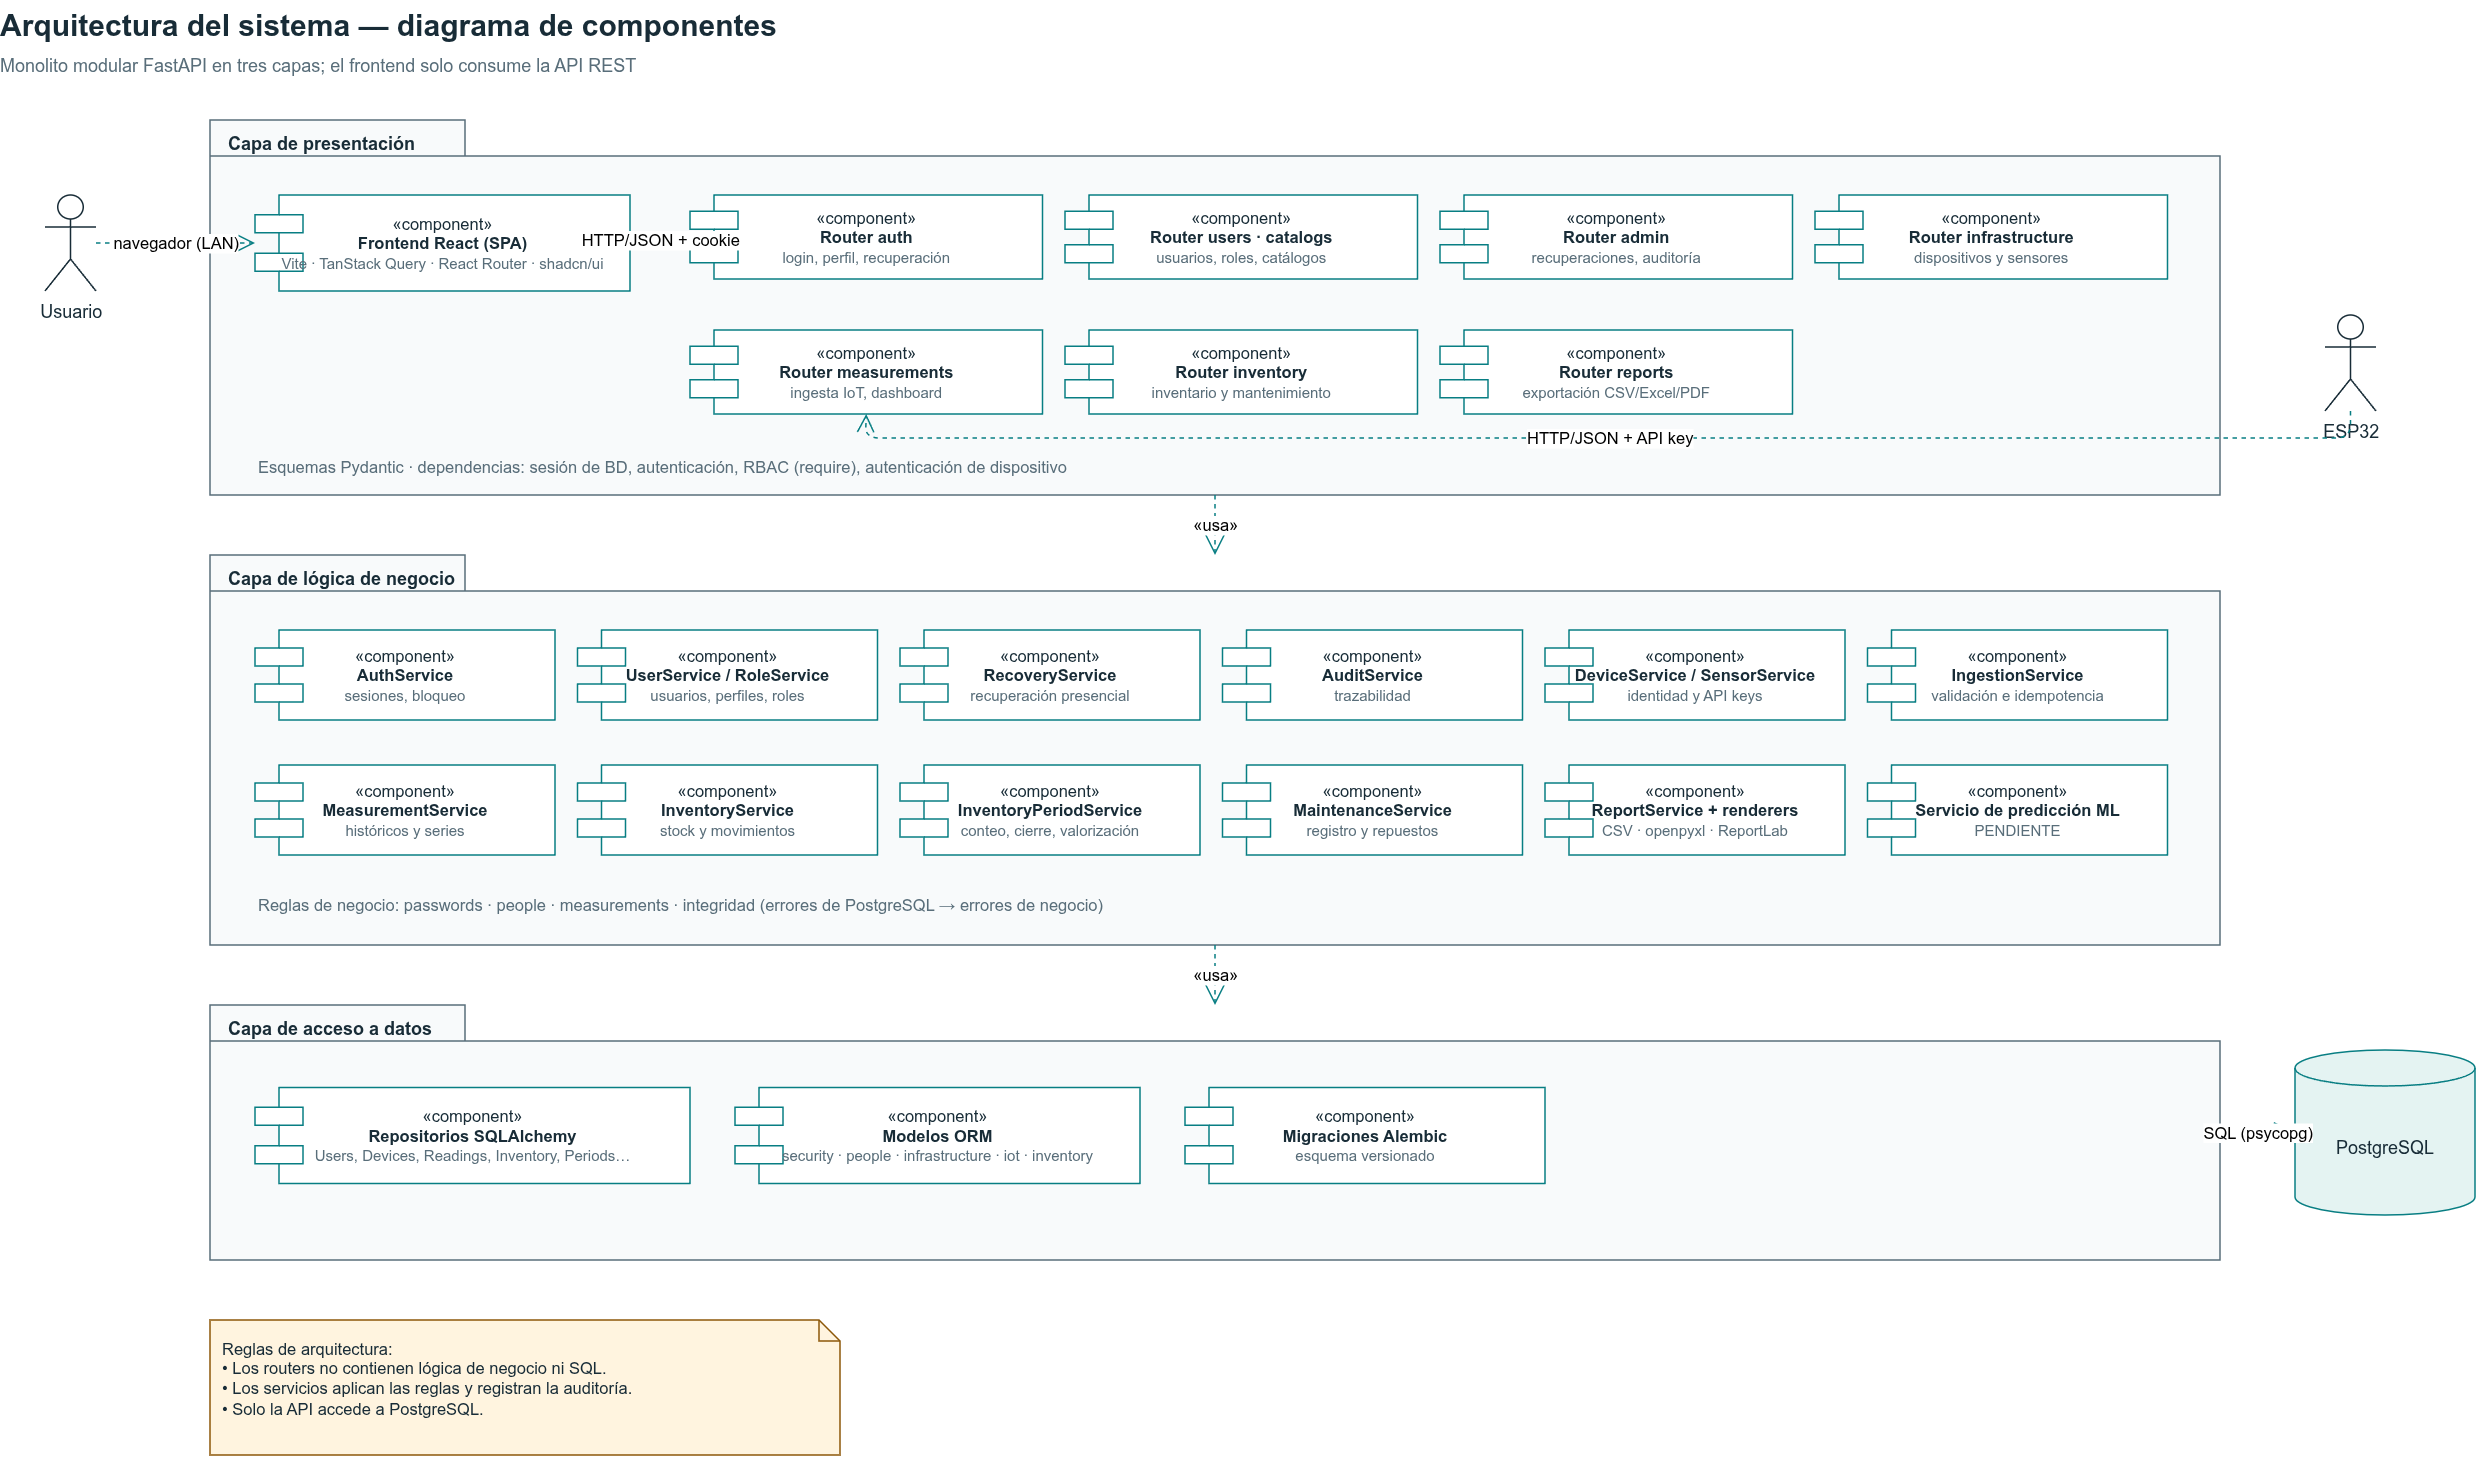 Arquitectura del sistema — diagrama de componentes
Monolito modular FastAPI en tres capas; el frontend solo consume la API REST
Capa de presentación
Usuario
navegador (LAN)
«component»
Frontend React (SPA)
Vite · TanStack Query · React Router · shadcn/ui
HTTP/JSON + cookie
«component»
Router auth
login, perfil, recuperación
«component»
Router users · catalogs
usuarios, roles, catálogos
«component»
Router admin
recuperaciones, auditoría
«component»
Router infrastructure
dispositivos y sensores
«component»
Router measurements
ingesta IoT, dashboard
«component»
Router inventory
inventario y mantenimiento
«component»
Router reports
exportación CSV/Excel/PDF
HTTP/JSON + API key
ESP32
Esquemas Pydantic · dependencias: sesión de BD, autenticación, RBAC (require), autenticación de dispositivo
«usa»
Capa de lógica de negocio
«component»
AuthService
sesiones, bloqueo
«component»
UserService / RoleService
usuarios, perfiles, roles
«component»
RecoveryService
recuperación presencial
«component»
AuditService
trazabilidad
«component»
DeviceService / SensorService
identidad y API keys
«component»
IngestionService
validación e idempotencia
«component»
MeasurementService
históricos y series
«component»
InventoryService
stock y movimientos
«component»
InventoryPeriodService
conteo, cierre, valorización
«component»
MaintenanceService
registro y repuestos
«component»
ReportService + renderers
CSV · openpyxl · ReportLab
«component»
Servicio de predicción ML
PENDIENTE
Reglas de negocio: passwords · people · measurements · integridad (errores de PostgreSQL → errores de negocio)
«usa»
Capa de acceso a datos
«component»
Repositorios SQLAlchemy
Users, Devices, Readings, Inventory, Periods…
«component»
Modelos ORM
security · people · infrastructure · iot · inventory
«component»
Migraciones Alembic
esquema versionado
SQL (psycopg)
PostgreSQL
Reglas de arquitectura:
• Los routers no contienen lógica de negocio ni SQL.
• Los servicios aplican las reglas y registran la auditoría.
• Solo la API accede a PostgreSQL.